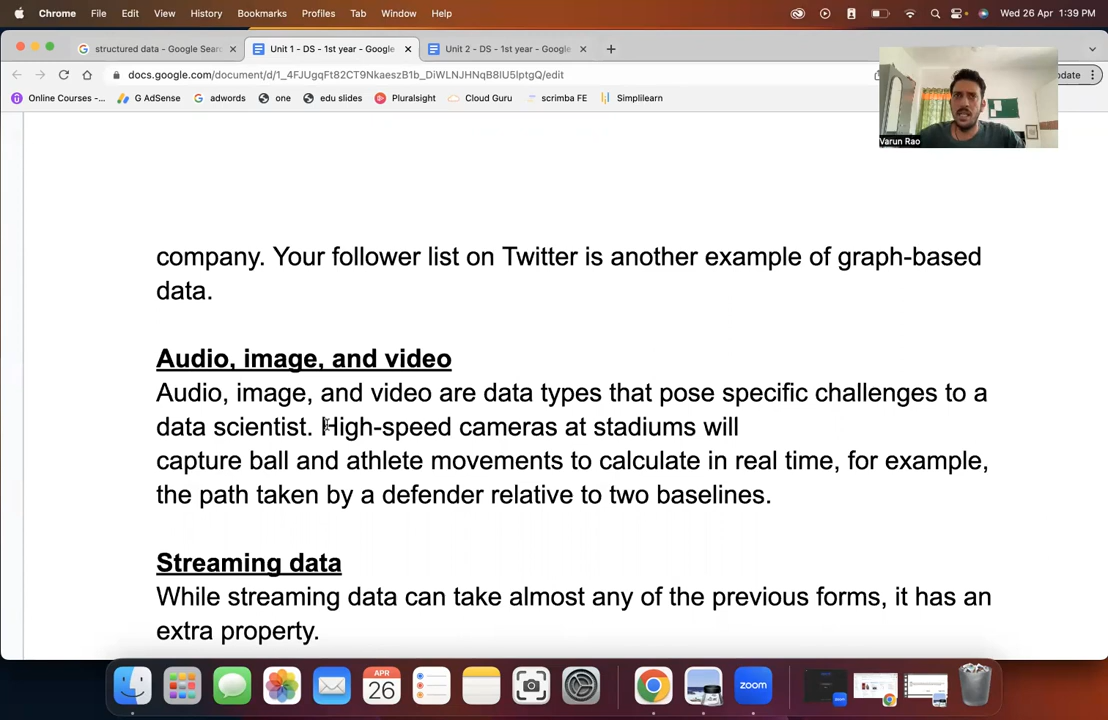 Chrome File Edit View History Bookmarks Profiles Tab Window Help Wed 26 Apr 1:39 PM
structured data - Google Sear Unit 1 - DS - 1st year - Google Unit 2 - DS - 1st year - Google
docs.google.com/document/d/1_4FJUgqFt82CT9NkaeszB1b_DiWLNJHNqB8IU5lptgQ/edit
Online Courses -... G AdSense adwords one edu slides Pluralsight Cloud Guru scrimba FE Simplilearn
Varun Rao
company. Your follower list on Twitter is another example of graph-based
data.
Audio, image, and video
Audio, image, and video are data types that pose specific challenges to a
data scientist. High-speed cameras at stadiums will
capture ball and athlete movements to calculate in real time, for example,
the path taken by a defender relative to two baselines.
Streaming data
While streaming data can take almost any of the previous forms, it has an
extra property.
APR
26
zoom